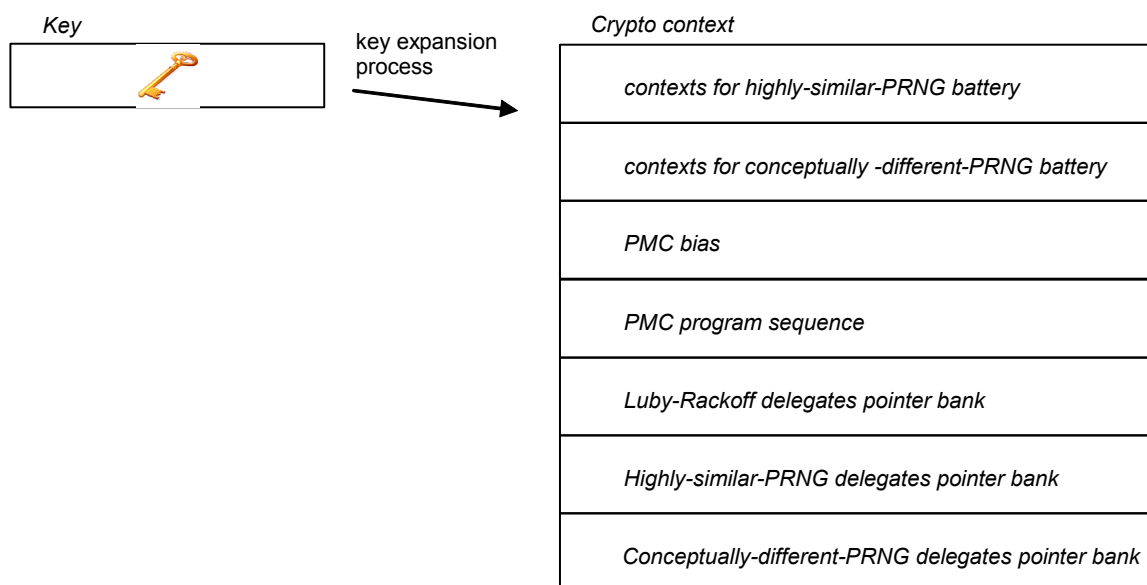 Key
key expansion
process
Crypto context
contexts for highly-similar-PRNG battery
contexts for conceptually -different-PRNG battery
PMC bias
PMC program sequence
Luby-Rackoff delegates pointer bank
Highly-similar-PRNG delegates pointer bank
Conceptually-different-PRNG delegates pointer bank